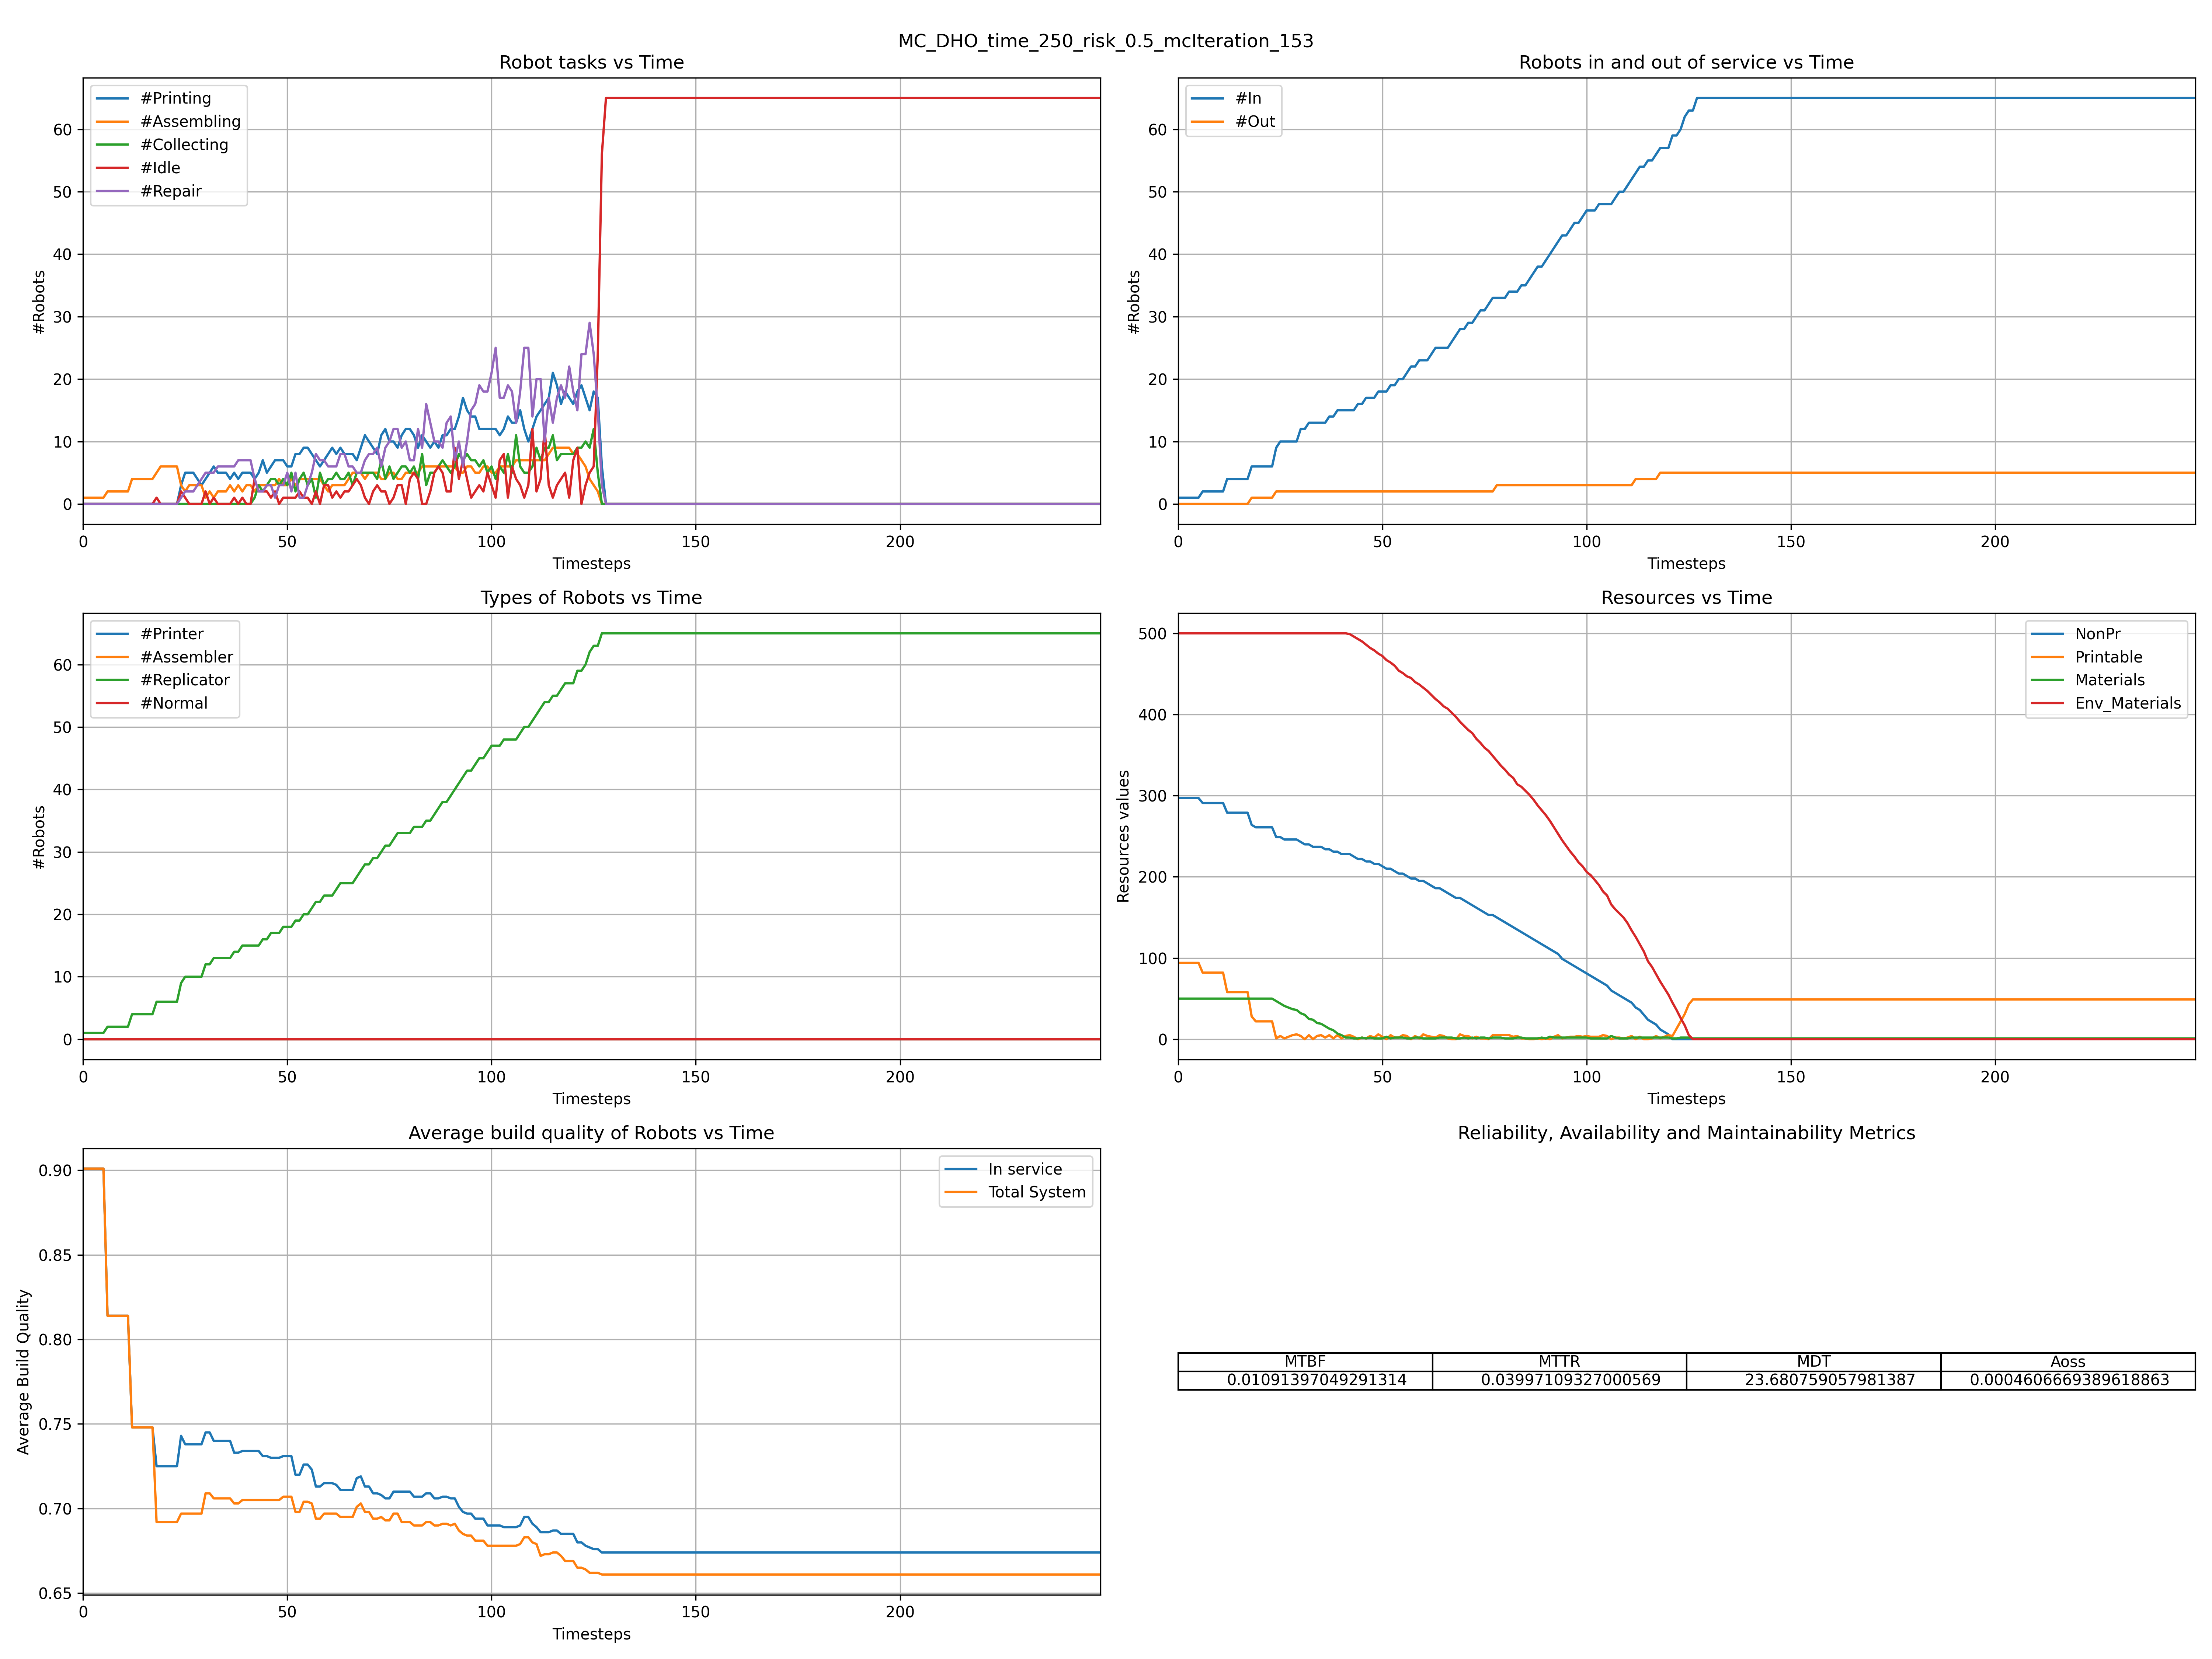 MC_DHO_time_250_risk_0.5_mcIteration_153
Robot tasks vs Time
#Printing
#Assembling
#Collecting
#Idle
#Repair
#Robots
60
50
40
30
20
10
0
0 50 100 150 200
Timesteps
Robots in and out of service vs Time
#In
#Out
#Robots
60
50
40
30
20
10
0
0 50 100 150 200
Timesteps
Types of Robots vs Time
#Printer
#Assembler
#Replicator
#Normal
#Robots
60
50
40
30
20
10
0
0 50 100 150 200
Timesteps
Resources vs Time
NonPr
Printable
Materials
Env_Materials
Resources values
500
400
300
200
100
0
0 50 100 150 200
Timesteps
Average build quality of Robots vs Time
In service
Total System
Average Build Quality
0.90
0.85
0.80
0.75
0.70
0.65
0 50 100 150 200
Timesteps
Reliability, Availability and Maintainability Metrics
MTBF MTTR MDT Aoss
0.01091397049291314 0.03997109327000569 23.680759057981387 0.0004606669389618863